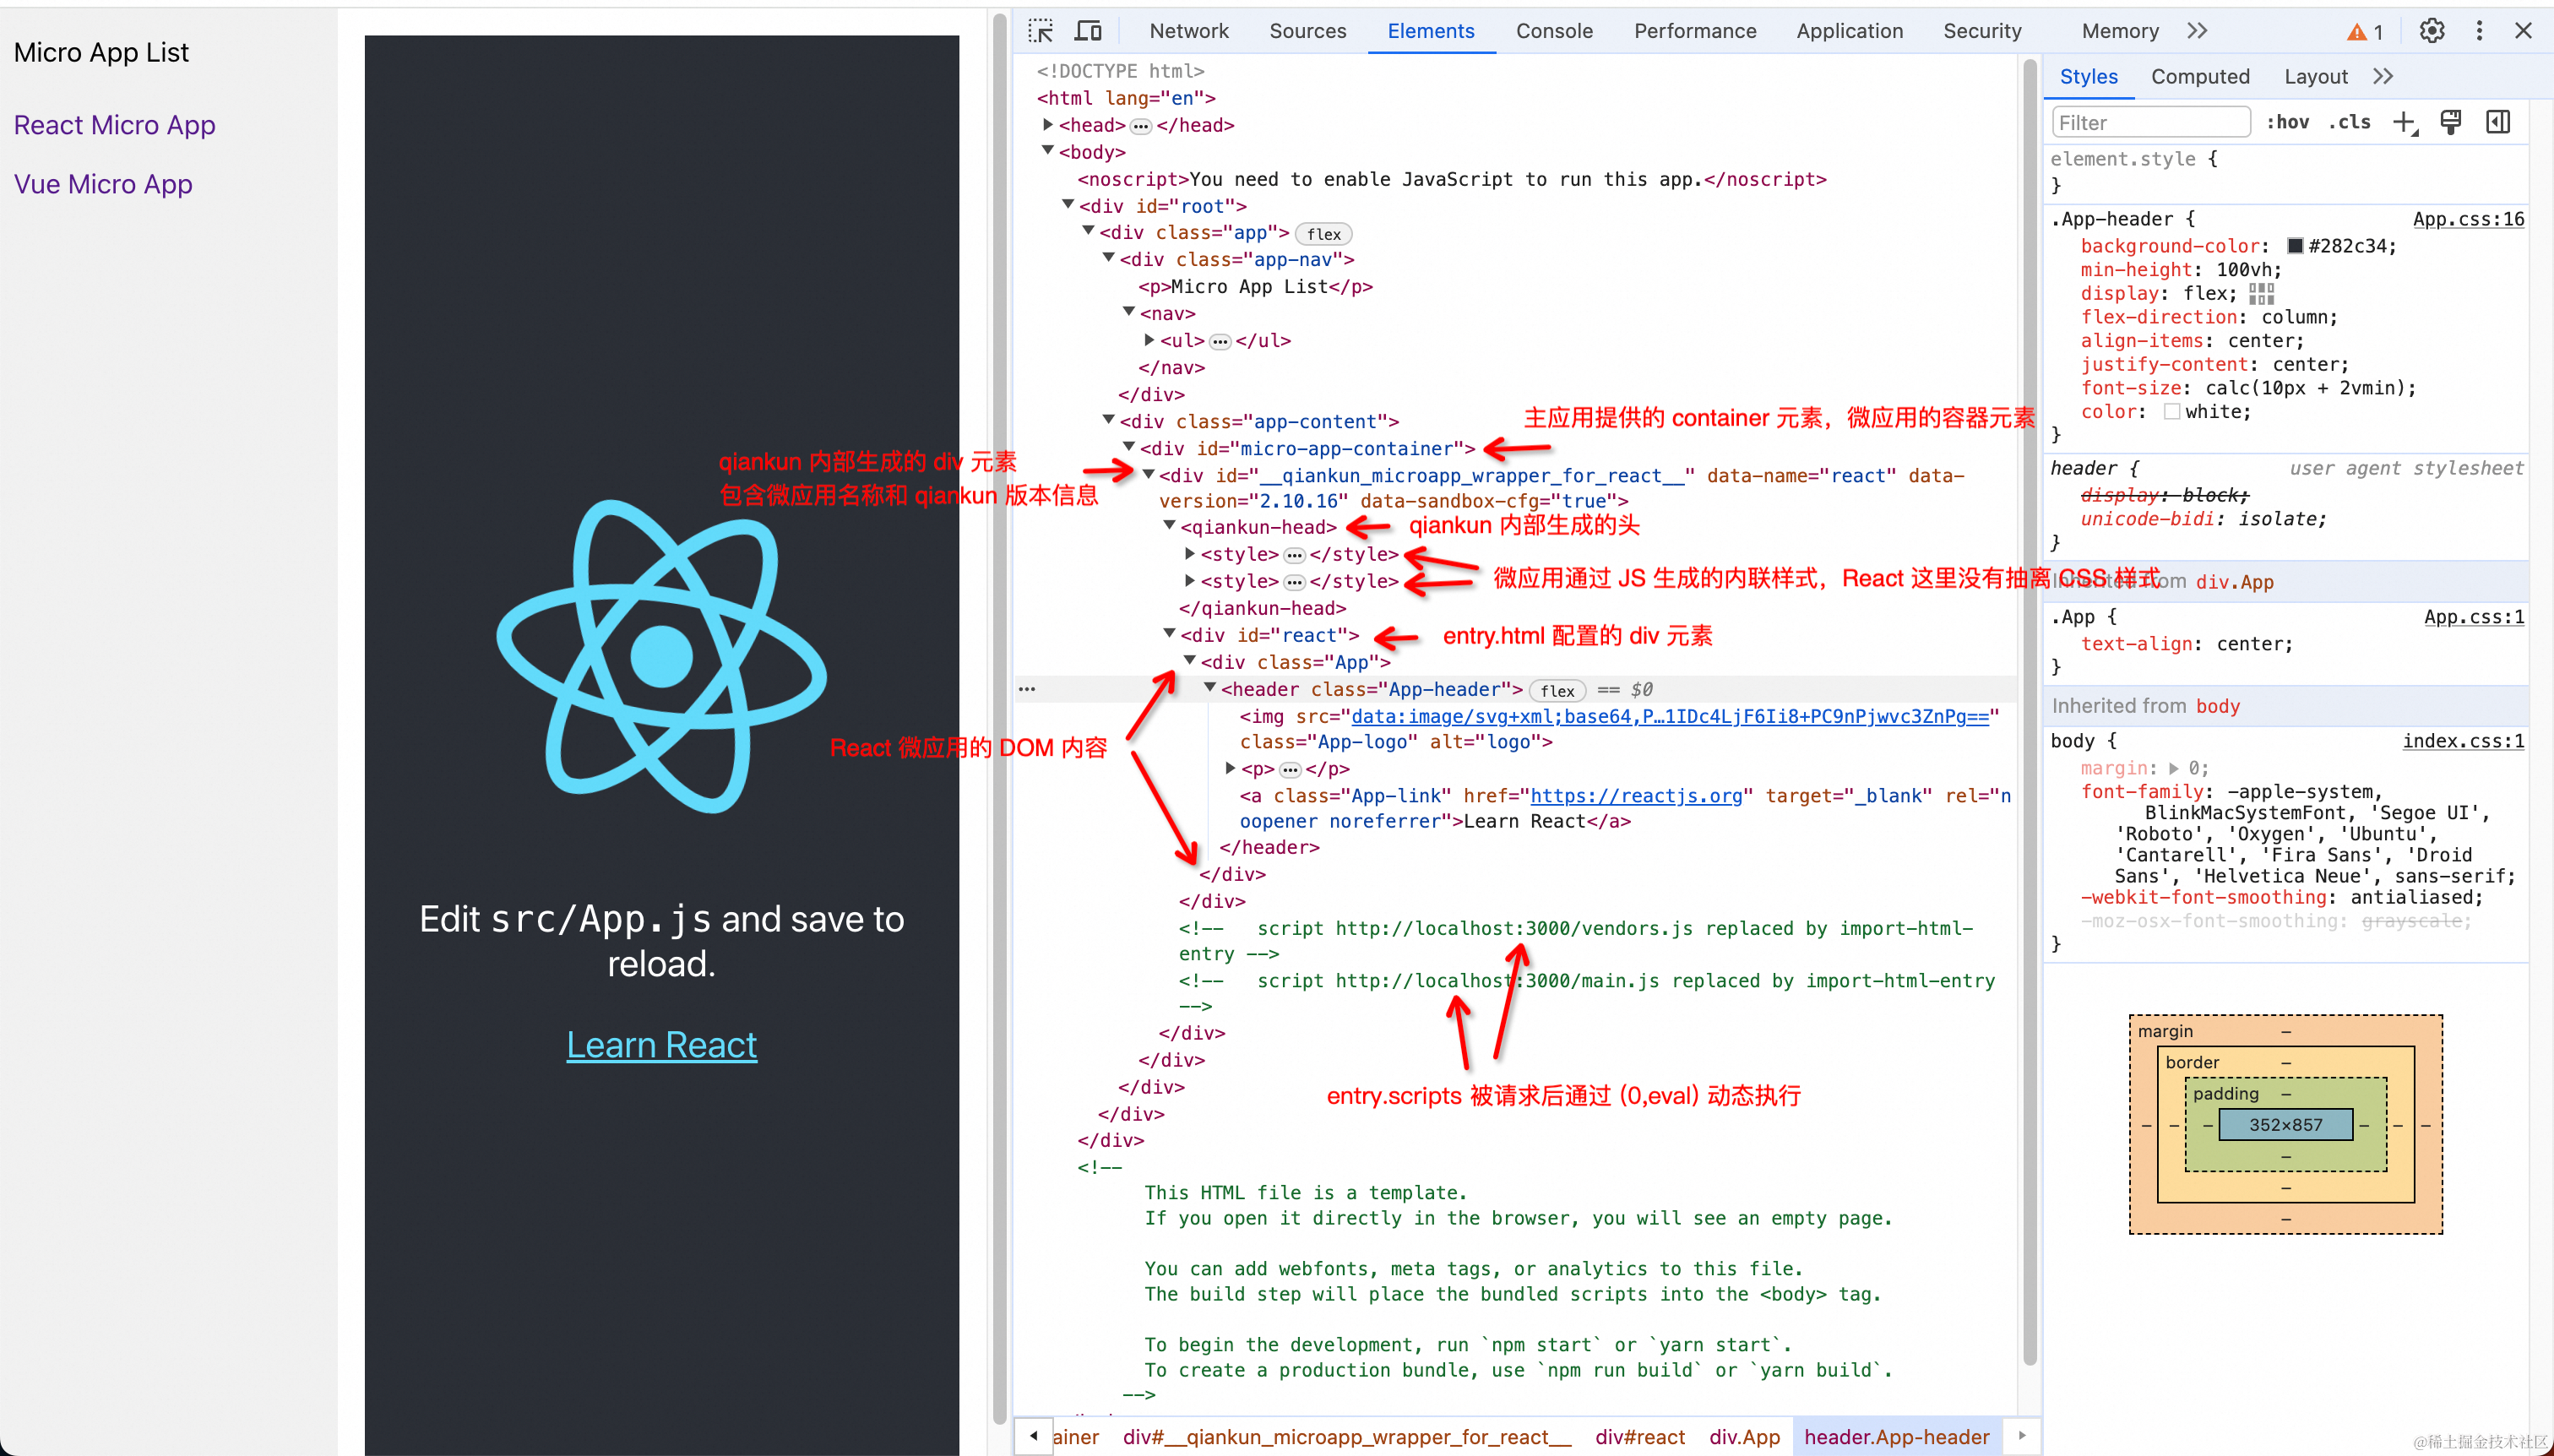 Micro App List
React Micro App
Vue Micro App
Edit src/App.js and save to
reload.
Learn React
Network Sources Elements Console Performance Application Security Memory
1
<!DOCTYPE html>
<html lang="en">
<head> </head>
<body>
<noscript>You need to enable JavaScript to run this app.</noscript>
<div id="root">
<div class="app"> flex
<div class="app-nav">
<p>Micro App List</p>
<nav>
<ul> </ul>
</nav>
</div>
<div class="app-content">
主应用提供的 container 元素，微应用的容器元素
<div id="micro-app-container">
qiankun 内部生成的 div 元素
包含微应用名称和 qiankun 版本信息
<div id="__qiankun_microapp_wrapper_for_react__" data-name="react" data-
version="2.10.16" data-sandbox-cfg="true">
<qiankun-head>
qiankun 内部生成的头
<style> </style>
<style> </style>
微应用通过 JS 生成的内联样式，React 这里没有抽离 CSS 样式
</qiankun-head>
<div id="react">
entry.html 配置的 div 元素
<div class="App">
<header class="App-header"> flex == $0
<img src="data:image/svg+xml;base64,P…1IDc4LjF6Ii8+PC9nPjwvc3ZnPg=="
class="App-logo" alt="logo">
React 微应用的 DOM 内容
<p> </p>
<a class="App-link" href="https://reactjs.org" target="_blank" rel="n
oopener noreferrer">Learn React</a>
</header>
</div>
</div>
<!-- script http://localhost:3000/vendors.js replaced by import-html-
entry -->
<!-- script http://localhost:3000/main.js replaced by import-html-entry
-->
</div>
</div>
</div>
entry.scripts 被请求后通过 (0,eval) 动态执行
</div>
</div>
<!--
This HTML file is a template.
If you open it directly in the browser, you will see an empty page.
You can add webfonts, meta tags, or analytics to this file.
The build step will place the bundled scripts into the <body> tag.
To begin the development, run `npm start` or `yarn start`.
To create a production bundle, use `npm run build` or `yarn build`.
-->
ainer div#__qiankun_microapp_wrapper_for_react__ div#react div.App header.App-header
Styles Computed Layout
Filter :hov .cls
element.style {
}
.App-header { App.css:16
background-color: #282c34;
min-height: 100vh;
display: flex;
flex-direction: column;
align-items: center;
justify-content: center;
font-size: calc(10px + 2vmin);
color: white;
}
header { user agent stylesheet
display: block;
unicode-bidi: isolate;
}
Inherited from div.App
.App { App.css:1
text-align: center;
}
Inherited from body
body { index.css:1
margin: 0;
font-family: -apple-system,
BlinkMacSystemFont, 'Segoe UI',
'Roboto', 'Oxygen', 'Ubuntu',
'Cantarell', 'Fira Sans', 'Droid
Sans', 'Helvetica Neue', sans-serif;
-webkit-font-smoothing: antialiased;
-moz-osx-font-smoothing: grayscale;
}
margin –
border –
padding –
– – – 352×857 – – –
–
–
–
@稀土掘金技术社区